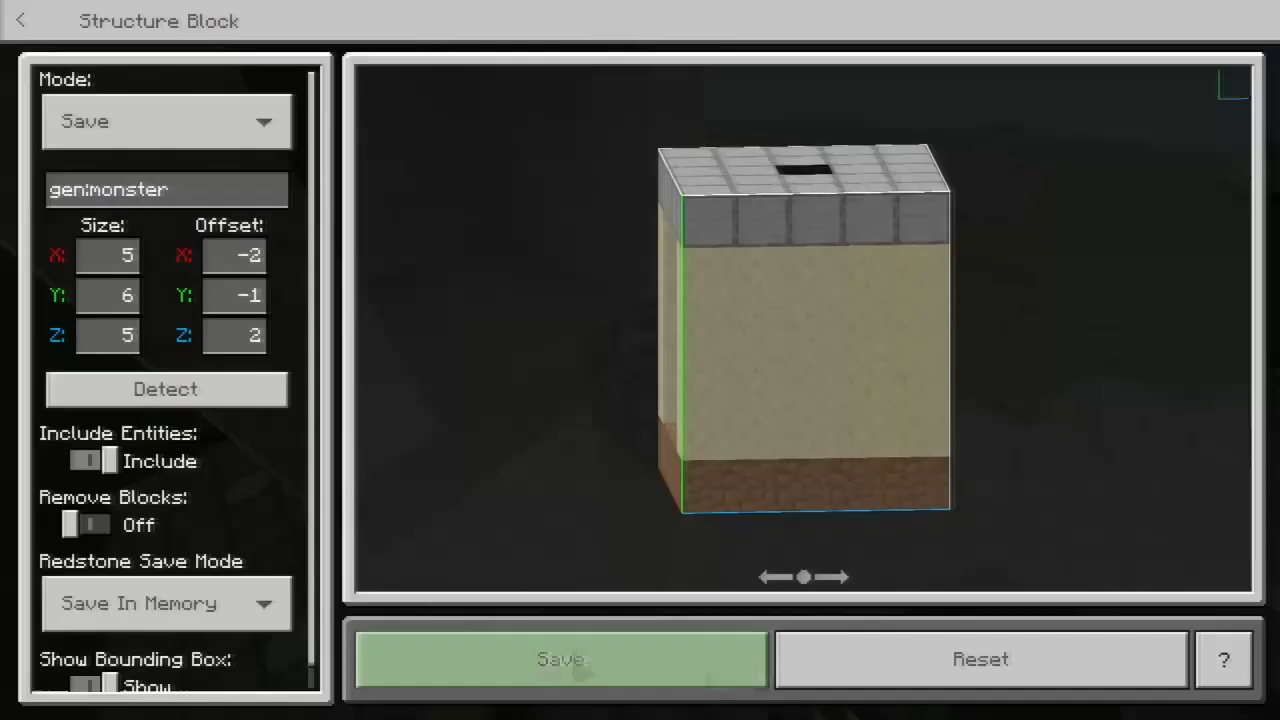 Structure Block
Mode:
Save
gen:monster
Size: Offset:
X: 5 X: -2
Y: 6 Y: -1
Z: 5 Z: 2
Detect
Include Entities:
Include
Remove Blocks:
Off
Redstone Save Mode
Save In Memory
Show Bounding Box:
Show
Save
Reset
?